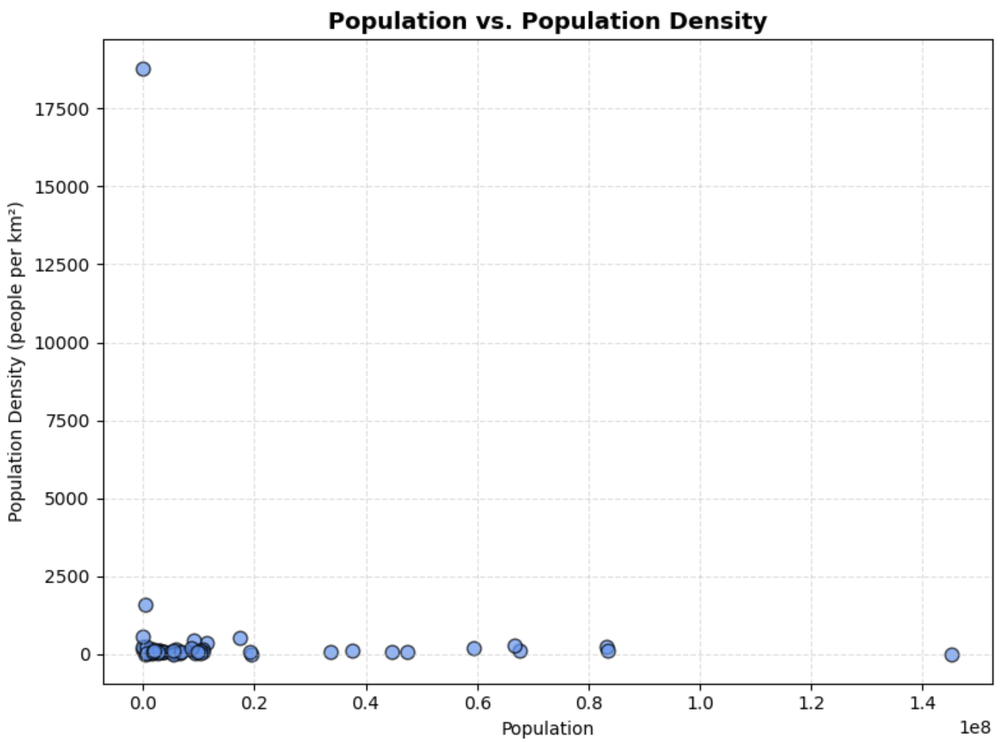 Population vs. Population Density
Population Density (people per km²)
17500
15000
12500
10000
7500
5000
2500
0
0.0 0.2 0.4 0.6 0.8 1.0 1.2 1.4
1e8
Population